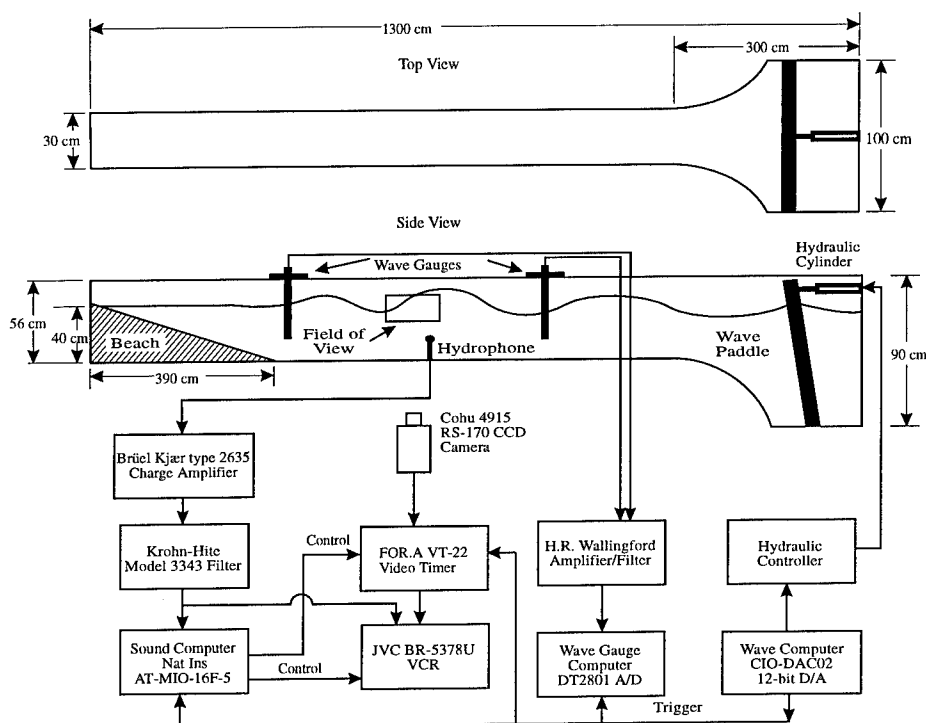 1300 cm
300 cm
Top View
30 cm
100 cm
Side View
Hydraulic
Cylinder
Wave Gauges
56 cm
40 cm
Beach
Field of
View
Hydrophone
Wave
Paddle
90 cm
390 cm
Cohu 4915
RS-170 CCD
Camera
Brüel Kjær type 2635
Charge Amplifier
Krohn-Hite
Model 3343 Filter
Control
FOR.A VT-22
Video Timer
H.R. Wallingford
Amplifier/Filter
Hydraulic
Controller
Sound Computer
Nat Ins
AT-MIO-16F-5
Control
JVC BR-5378U
VCR
Wave Gauge
Computer
DT2801 A/D
Wave Computer
CIO-DAC02
12-bit D/A
Trigger